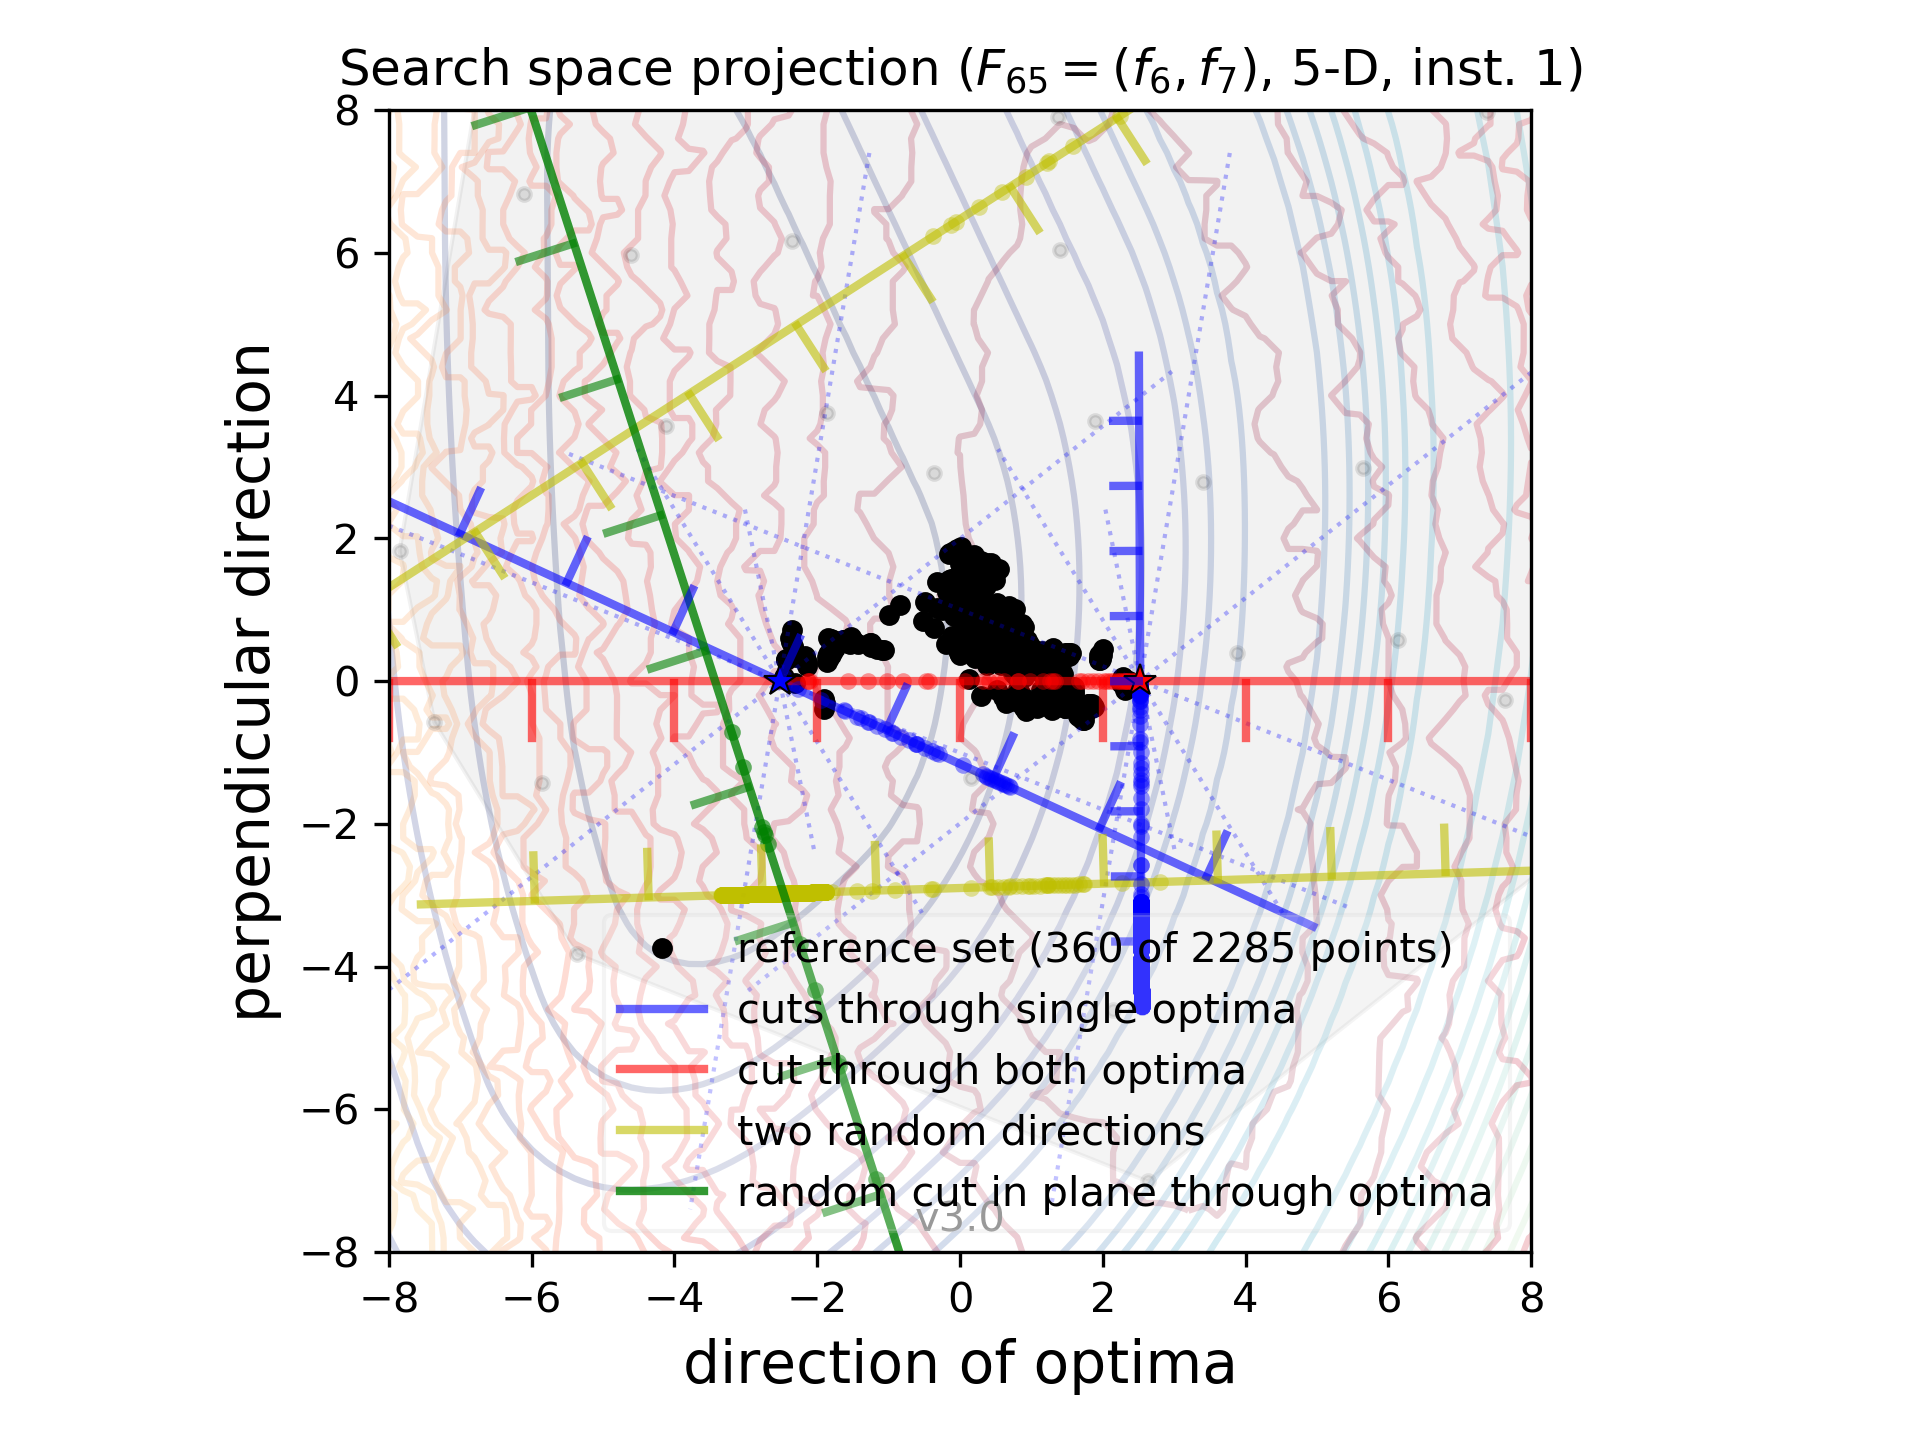 Search space projection (F₆₅ = (f₆, f₇), 5-D, inst. 1)
8
6
4
2
0
−2
−4
−6
−8
perpendicular direction
reference set (360 of 2285 points)
cuts through single optima
cut through both optima
two random directions
random cut in plane through optima
v3.0
−8 −6 −4 −2 0 2 4 6 8
direction of optima